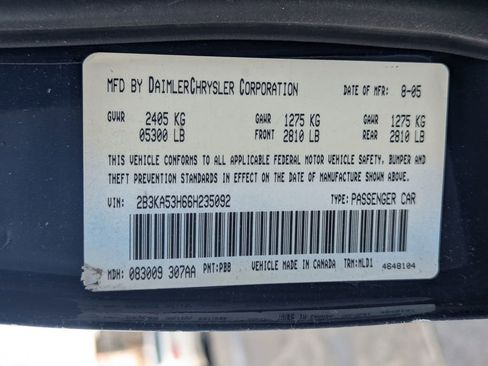 MFD BY DAIMLERCHRYSLER CORPORATION DATE OF MFR: 8-05
GVWR 2405 KG GAWR 1275 KG GAWR 1275 KG
05300 LB FRONT 2810 LB REAR 2810 LB
THIS VEHICLE CONFORMS TO ALL APPLICABLE FEDERAL MOTOR VEHICLE SAFETY, BUMPER AND
THEFT PREVENTION STANDARDS IN EFFECT ON THE DATE OF MANUFACTURE SHOWN ABOVE.
VIN: 2B3KA53H66H235092 TYPE: PASSENGER CAR
MDH: 083009 307AA PNT:PBB VEHICLE MADE IN CANADA TRM:MLD1 4648104